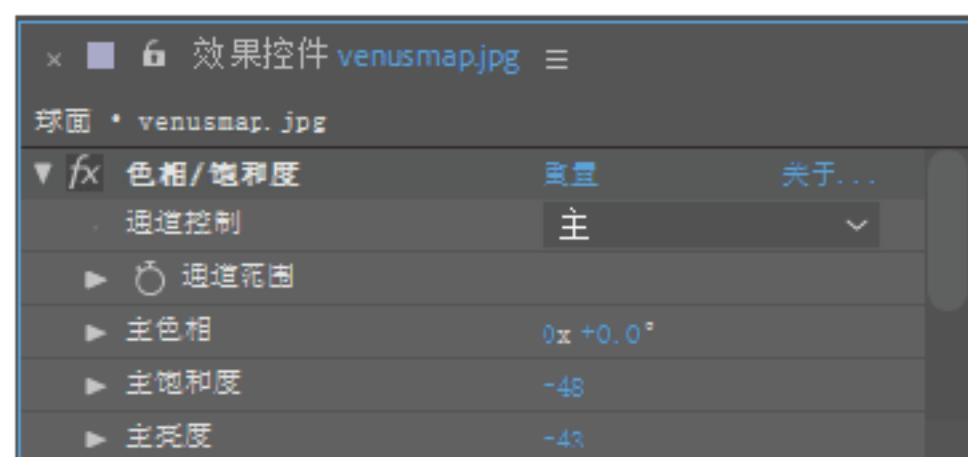 × 效果控件 venusmap.jpg ≡
球面 • venusmap.jpg
fx 色相/饱和度 重置 关于...
通道控制 主
通道范围
主色相 0x +0.0°
主饱和度 -48
主亮度 -43